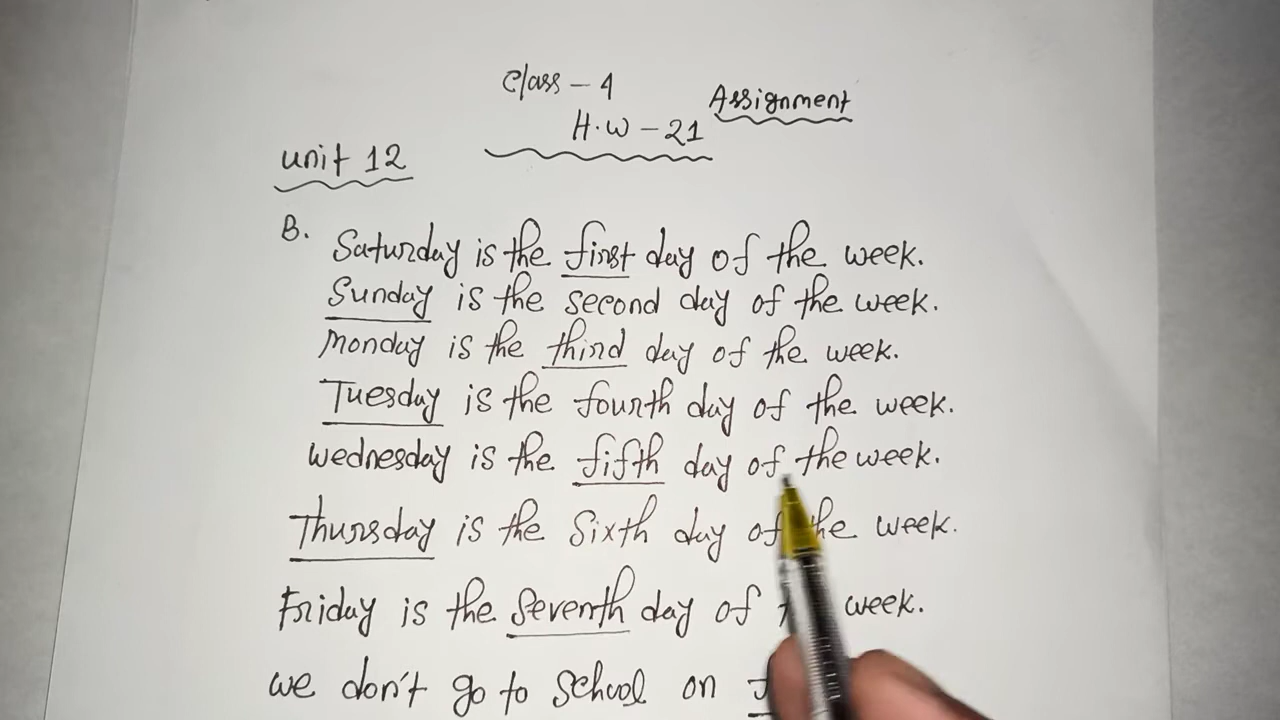 Class - 4
Assignment
H.W - 21
unit 12
B. Saturday is the first day of the week.
Sunday is the second day of the week.
Monday is the third day of the week.
Tuesday is the fourth day of the week.
Wednesday is the fifth day of the week.
Thursday is the Sixth day of the week.
Friday is the Seventh day of week.
we don't go to School on